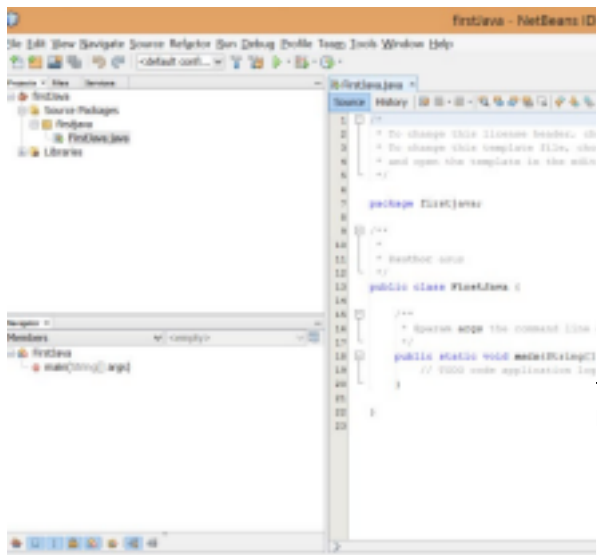 firstJava - NetBeans ID
File Edit View Navigate Source Refactor Run Debug Profile Team Tools Window Help
<default conf...
Projects Files Services
FirstJava
Source Packages
firstjava
FirstJava.java
Libraries
Navigator
Members
<empty>
FirstJava
main(String[] args)
FirstJava.java
Source History
1 /*
2 * To change this license header, ch
3 * To change this template file, cho
4 * and open the template in the edit
5 */
6
7 package firstjava;
8
9 /**
10 *
11 * @author asus
12 */
13 public class FirstJava {
14
15 /**
16 * @param args the command line
17 */
18 public static void main(String[]
19 // TODO code application log
20 }
21
22 }
23